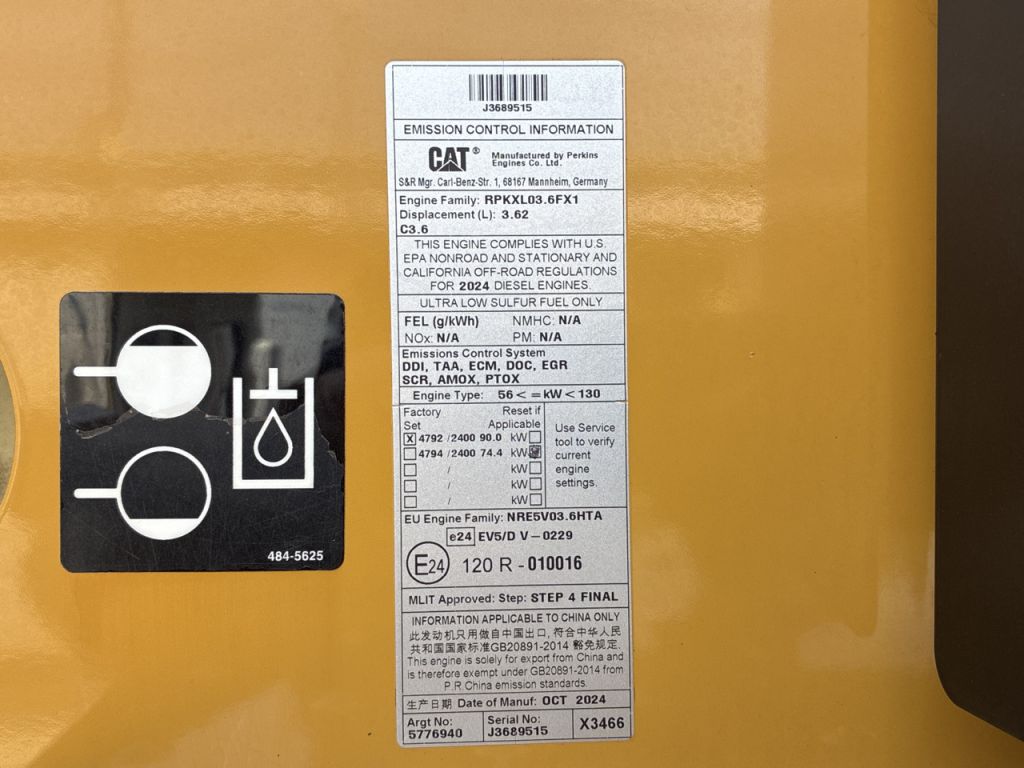 J3689515
EMISSION CONTROL INFORMATION
CAT® Manufactured by Perkins
Engines Co. Ltd.
S&R Mgr. Carl-Benz-Str. 1, 68167 Mannheim, Germany
Engine Family: RPKXL03.6FX1
Displacement (L): 3.62
C3.6
THIS ENGINE COMPLIES WITH U.S.
EPA NONROAD AND STATIONARY AND
CALIFORNIA OFF-ROAD REGULATIONS
FOR 2024 DIESEL ENGINES.
ULTRA LOW SULFUR FUEL ONLY
FEL (g/kWh) NMHC: N/A
NOx: N/A PM: N/A
Emissions Control System
DDI, TAA, ECM, DOC, EGR
SCR, AMOX, PTOX
Engine Type: 56 < = kW < 130
Factory Set
Reset if Applicable
X 4792 / 2400 90.0 kW
4794 / 2400 74.4 kW
/ kW
/ kW
/ kW
Use Service
tool to verify
current
engine
settings.
EU Engine Family: NRE5V03.6HTA
e24 EV5/D V-0229
E24 120 R - 010016
MLIT Approved: Step: STEP 4 FINAL
INFORMATION APPLICABLE TO CHINA ONLY
此发动机只用做自中国出口, 符合中华人民
共和国国家标准GB20891-2014 豁免规定.
This engine is solely for export from China and
is therefore exempt under GB20891-2014 from
P.R.China emission standards.
生产日期 Date of Manuf: OCT 2024
Argt No:
5776940
Serial No:
J3689515
X3466
484-5625